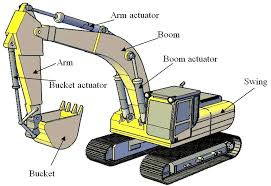 Arm actuator
Boom
Arm
Boom actuator
Bucket actuator
Swing
Bucket